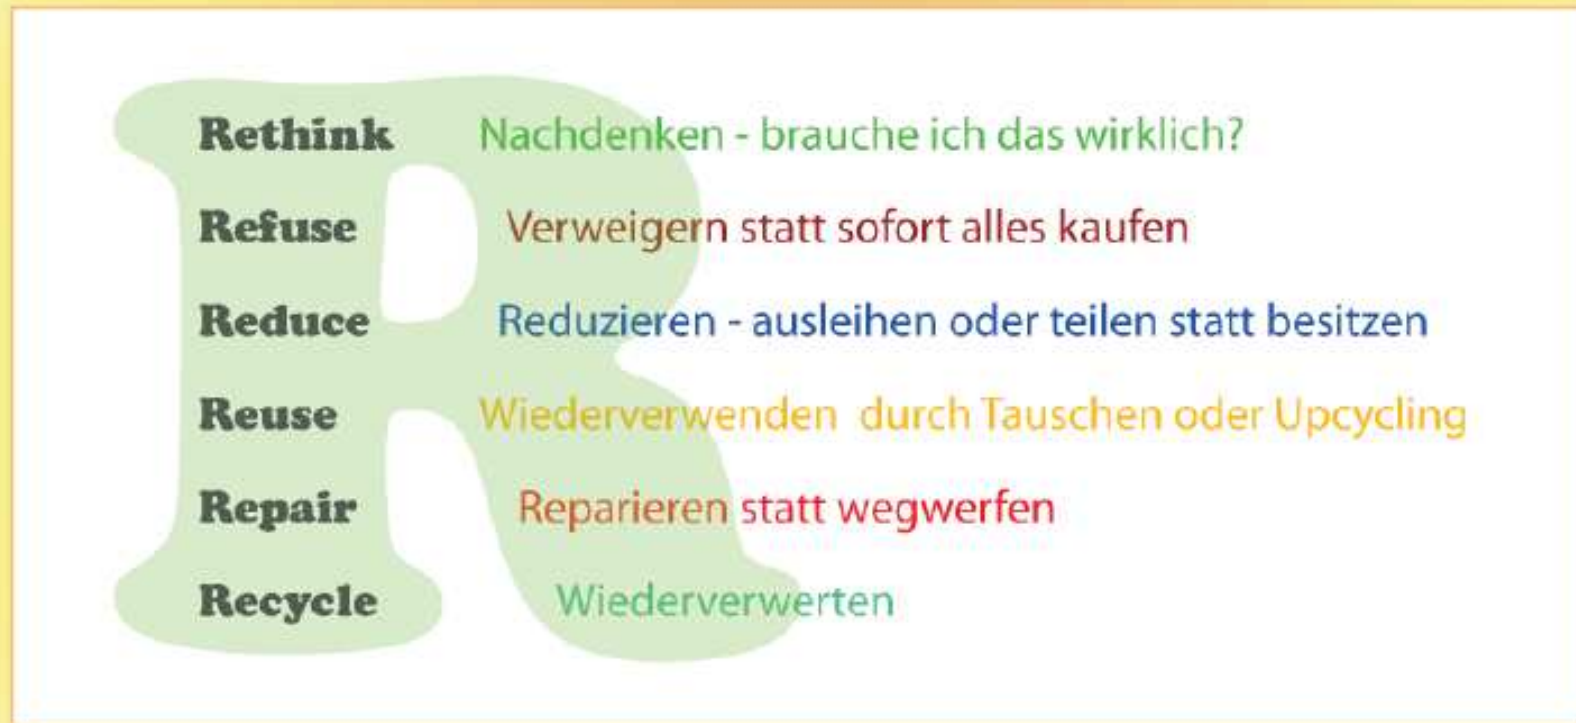 Rethink Nachdenken - brauche ich das wirklich?
Refuse Verweigern statt sofort alles kaufen
Reduce Reduzieren - ausleihen oder teilen statt besitzen
Reuse Wiederverwenden durch Tauschen oder Upcycling
Repair Reparieren statt wegwerfen
Recycle Wiederverwerten